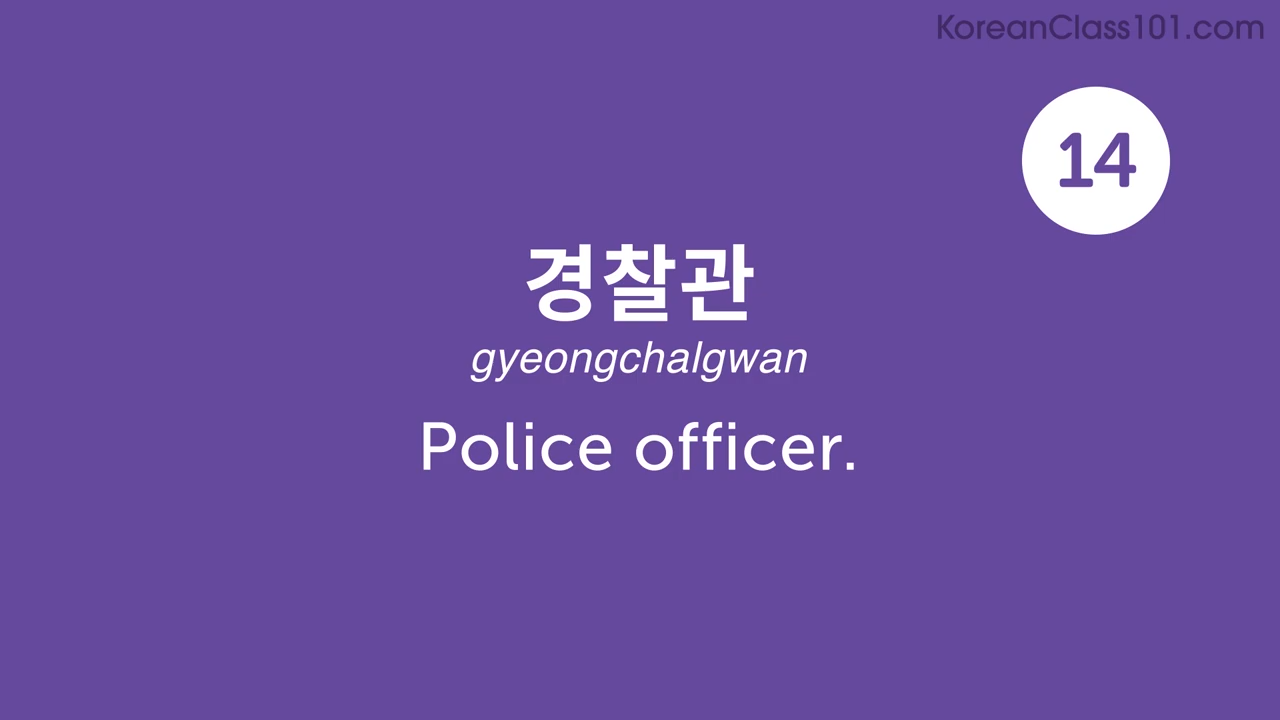 KoreanClass101.com
14
경찰관
gyeongchalgwan
Police officer.